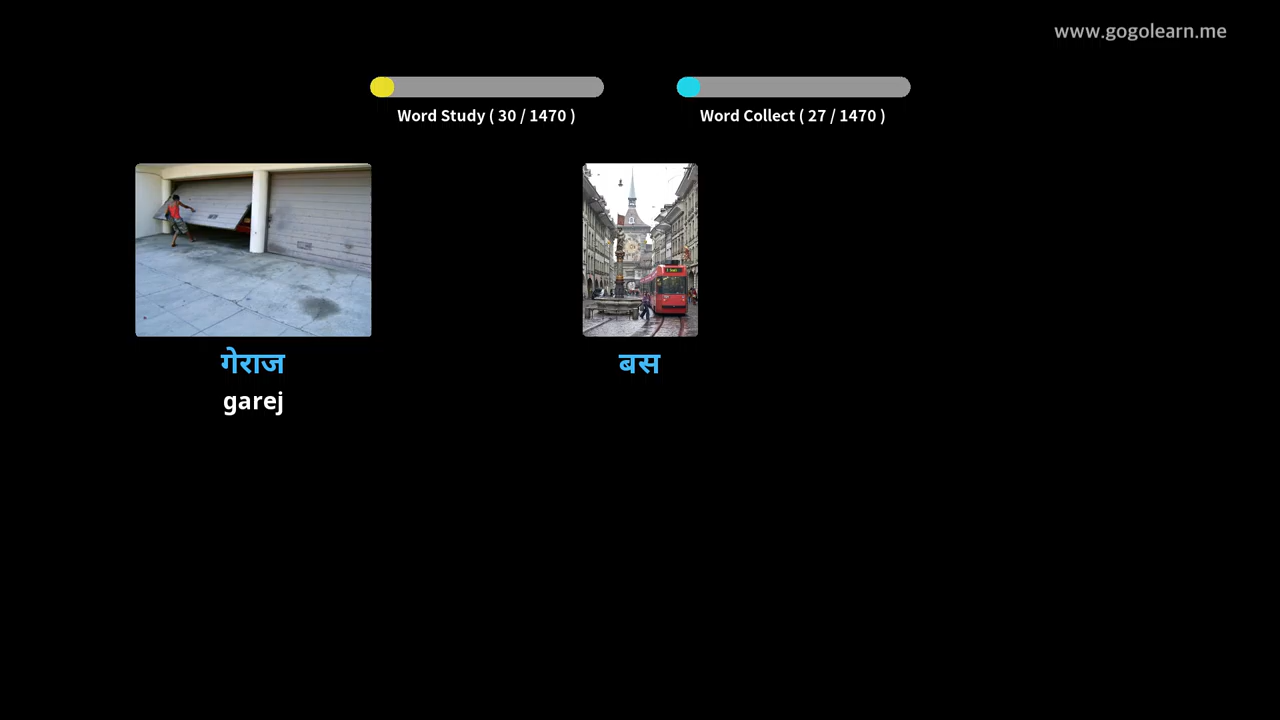 www.gogolearn.me
Word Study ( 30 / 1470 )
Word Collect ( 27 / 1470 )
गेराज
garej
बस